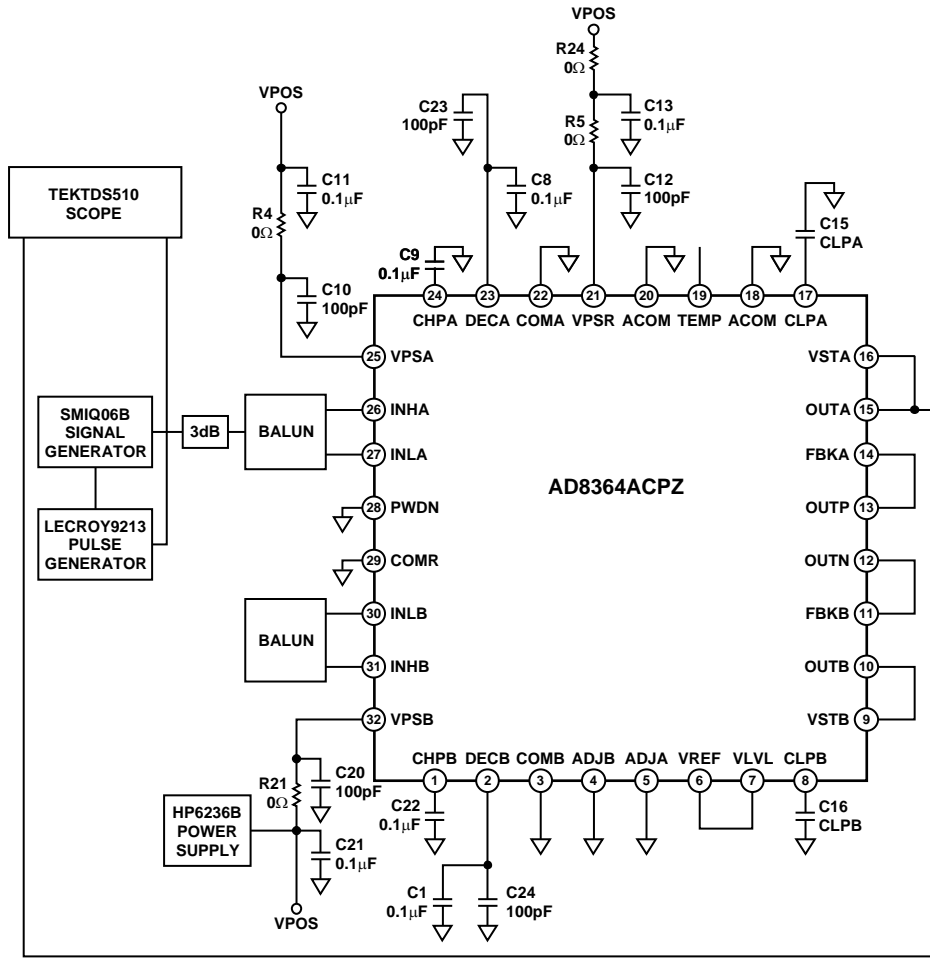 VPOS
R24
0Ω
VPOS
C23
100pF
R5
0Ω
C13
0.1μF
C11
0.1μF
C8
0.1μF
C12
100pF
TEKTDS510
SCOPE
R4
0Ω
C15
CLPA
C9
0.1μF
C10
100pF
24 23 22 21 20 19 18 17
CHPA DECA COMA VPSR ACOM TEMP ACOM CLPA
25 VPSA
VSTA 16
SMIQ06B
SIGNAL
GENERATOR
3dB
BALUN
26 INHA
OUTA 15
27 INLA
FBKA 14
AD8364ACPZ
LECROY9213
PULSE
GENERATOR
28 PWDN
OUTP 13
29 COMR
OUTN 12
BALUN
30 INLB
FBKB 11
31 INHB
OUTB 10
32 VPSB
VSTB 9
CHPB DECB COMB ADJB ADJA VREF VLVL CLPB
1 2 3 4 5 6 7 8
R21
0Ω
C20
100pF
C22
0.1μF
C16
CLPB
HP6236B
POWER
SUPPLY
C21
0.1μF
C1
0.1μF
C24
100pF
VPOS